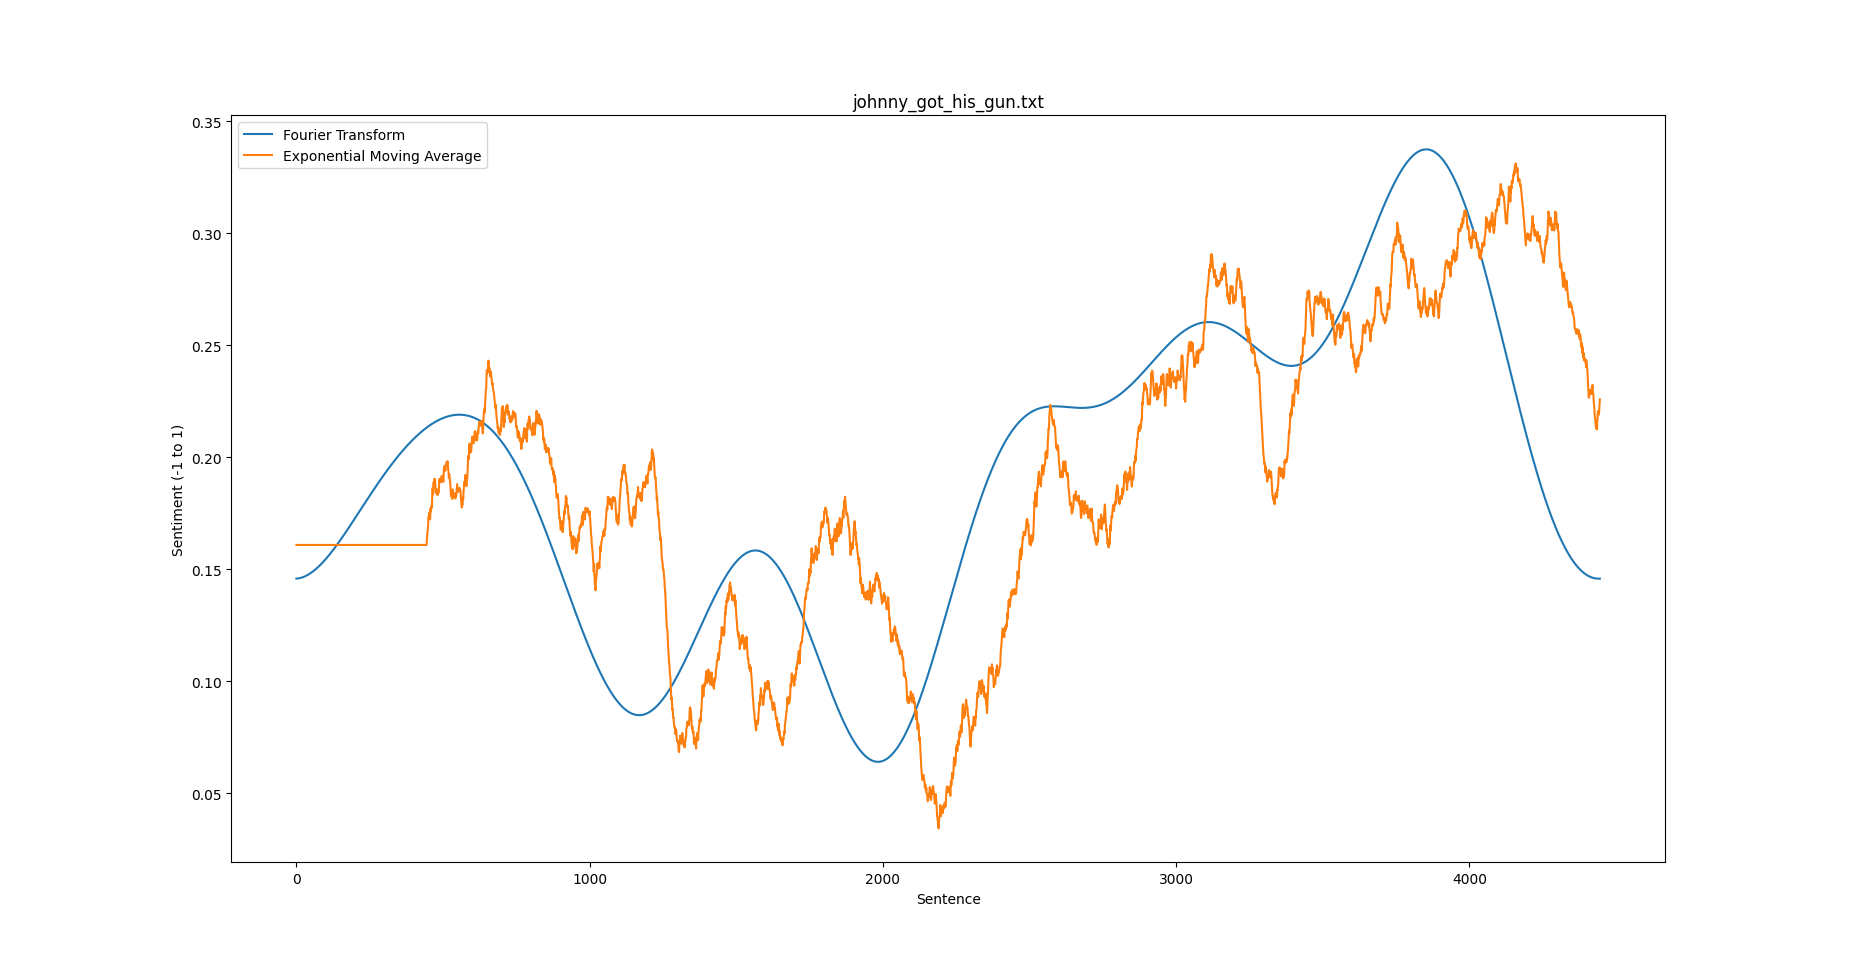 johnny_got_his_gun.txt
0.35
Fourier Transform
Exponential Moving Average
0.30
0.25
0.20
Sentiment (-1 to 1)
0.15
0.10
0.05
0 1000 2000 3000 4000
Sentence